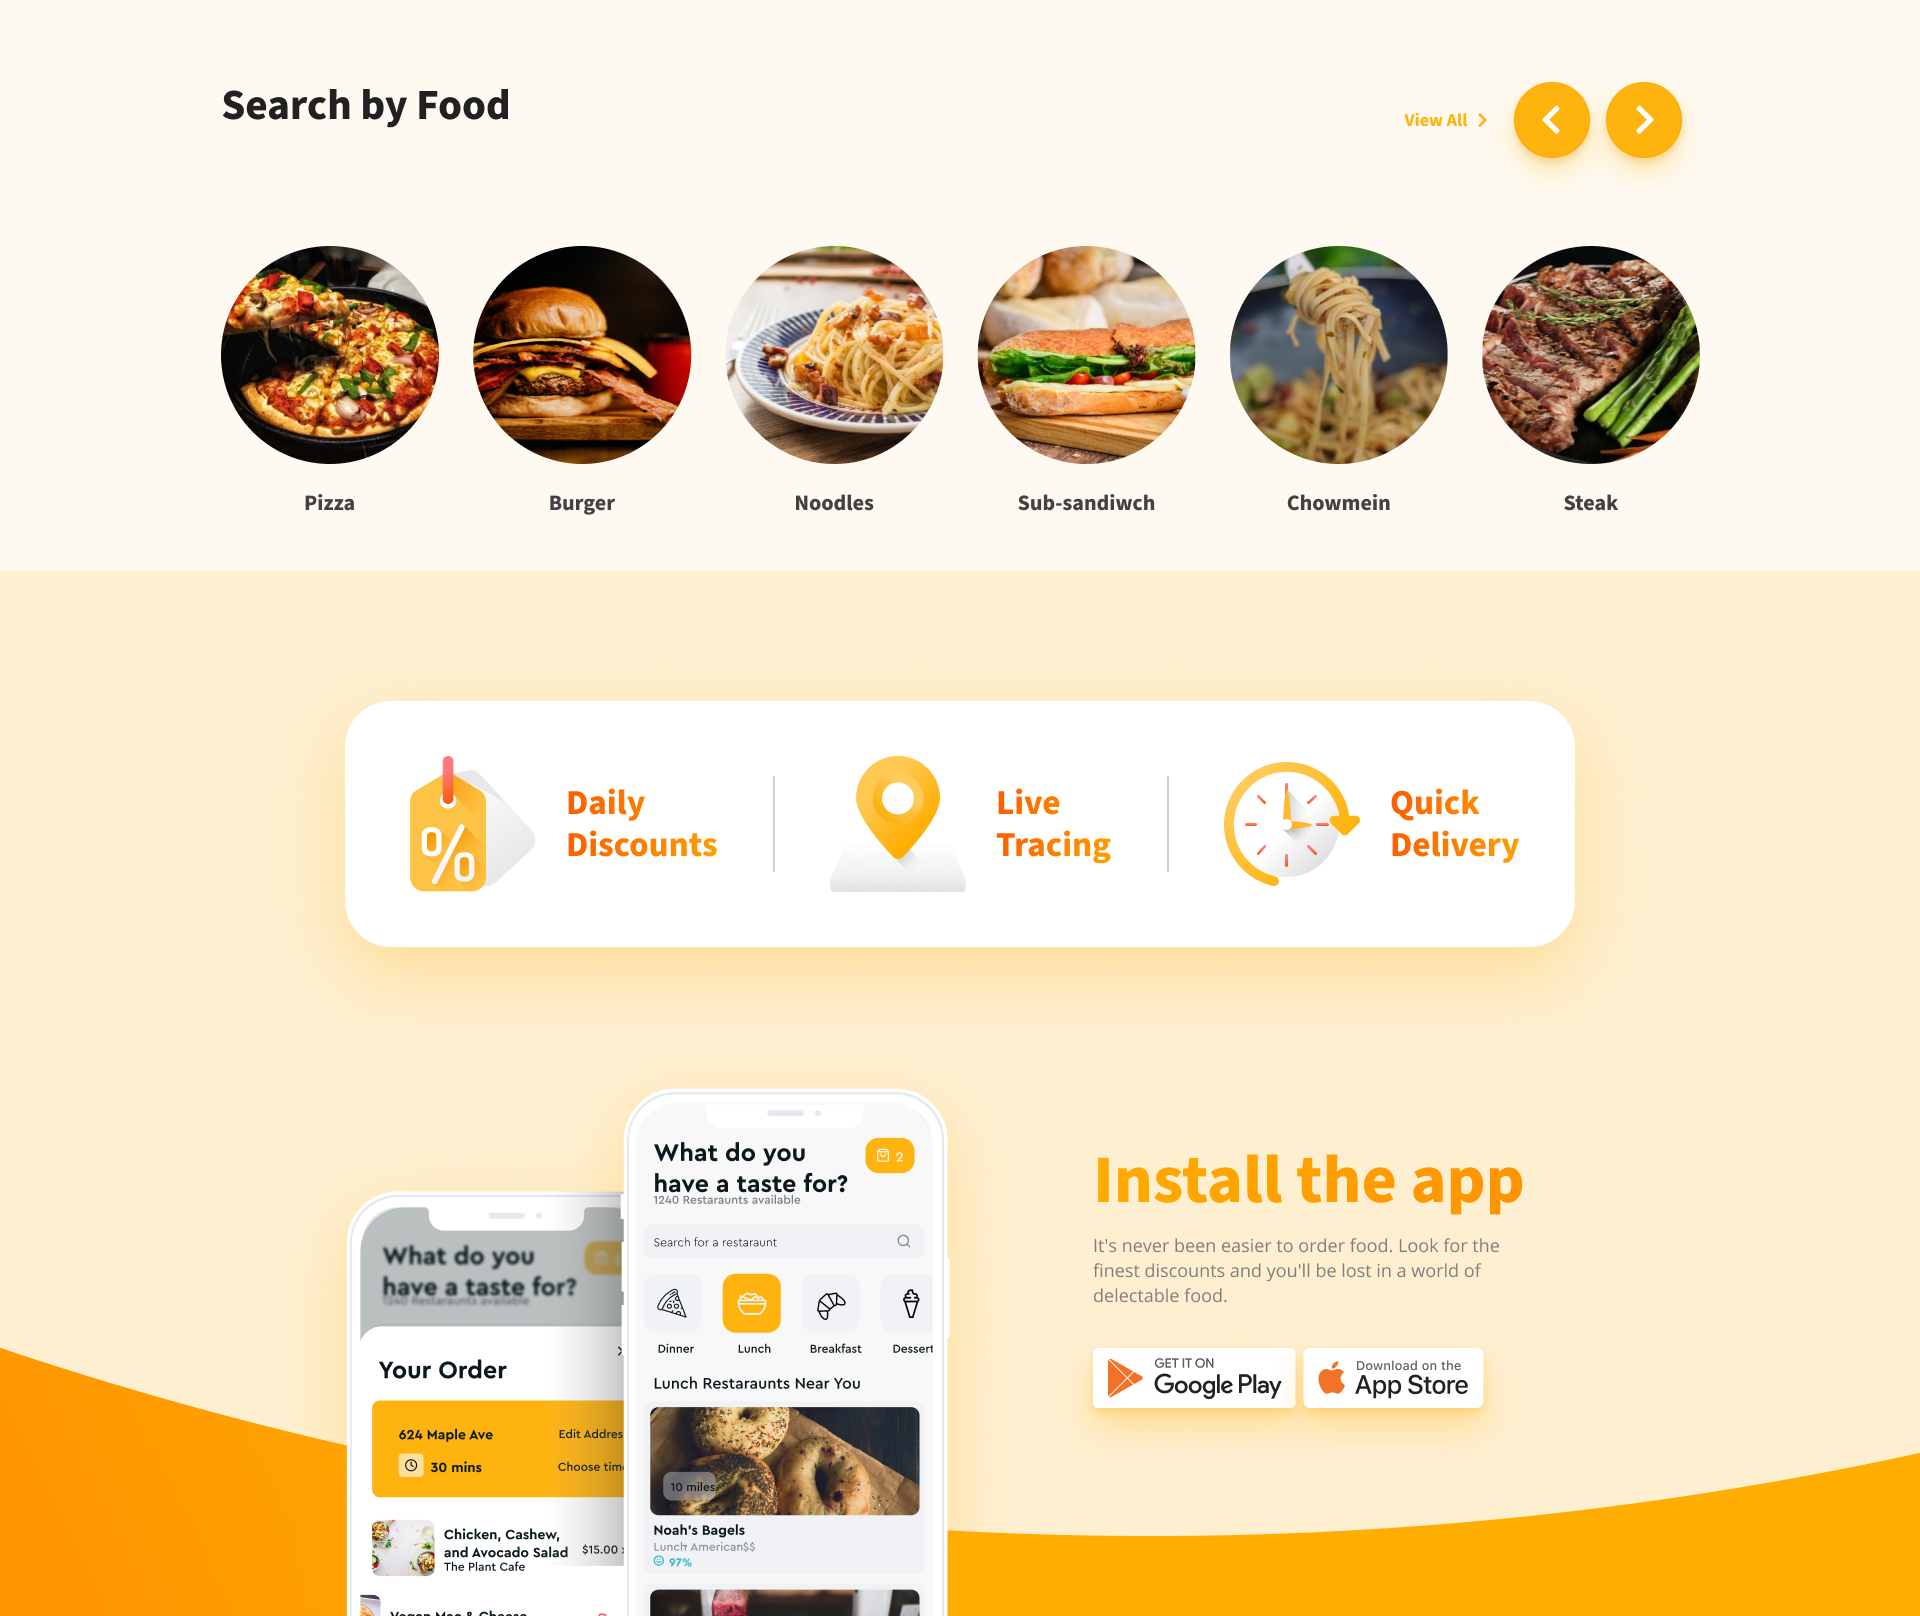 Search by Food
View All
Pizza
Burger
Noodles
Sub-sandiwch
Chowmein
Steak
Daily
Discounts
Live
Tracing
Quick
Delivery
What do you
have a taste for?
1240 Restaraunts available
2
Search for a restaraunt
Dinner
Lunch
Breakfast
Dessert
Lunch Restaraunts Near You
10 miles
Noah's Bagels
Lunch American$$
97%
What do you
have a taste for?
1240 Restaraunts available
Your Order
624 Maple Ave
Edit Addres
30 mins
Choose tim
Chicken, Cashew,
and Avocado Salad
$15.00
The Plant Cafe
Vegan Mac & Cheese
Install the app
It's never been easier to order food. Look for the
finest discounts and you'll be lost in a world of
delectable food.
GET IT ON
Google Play
Download on the
App Store